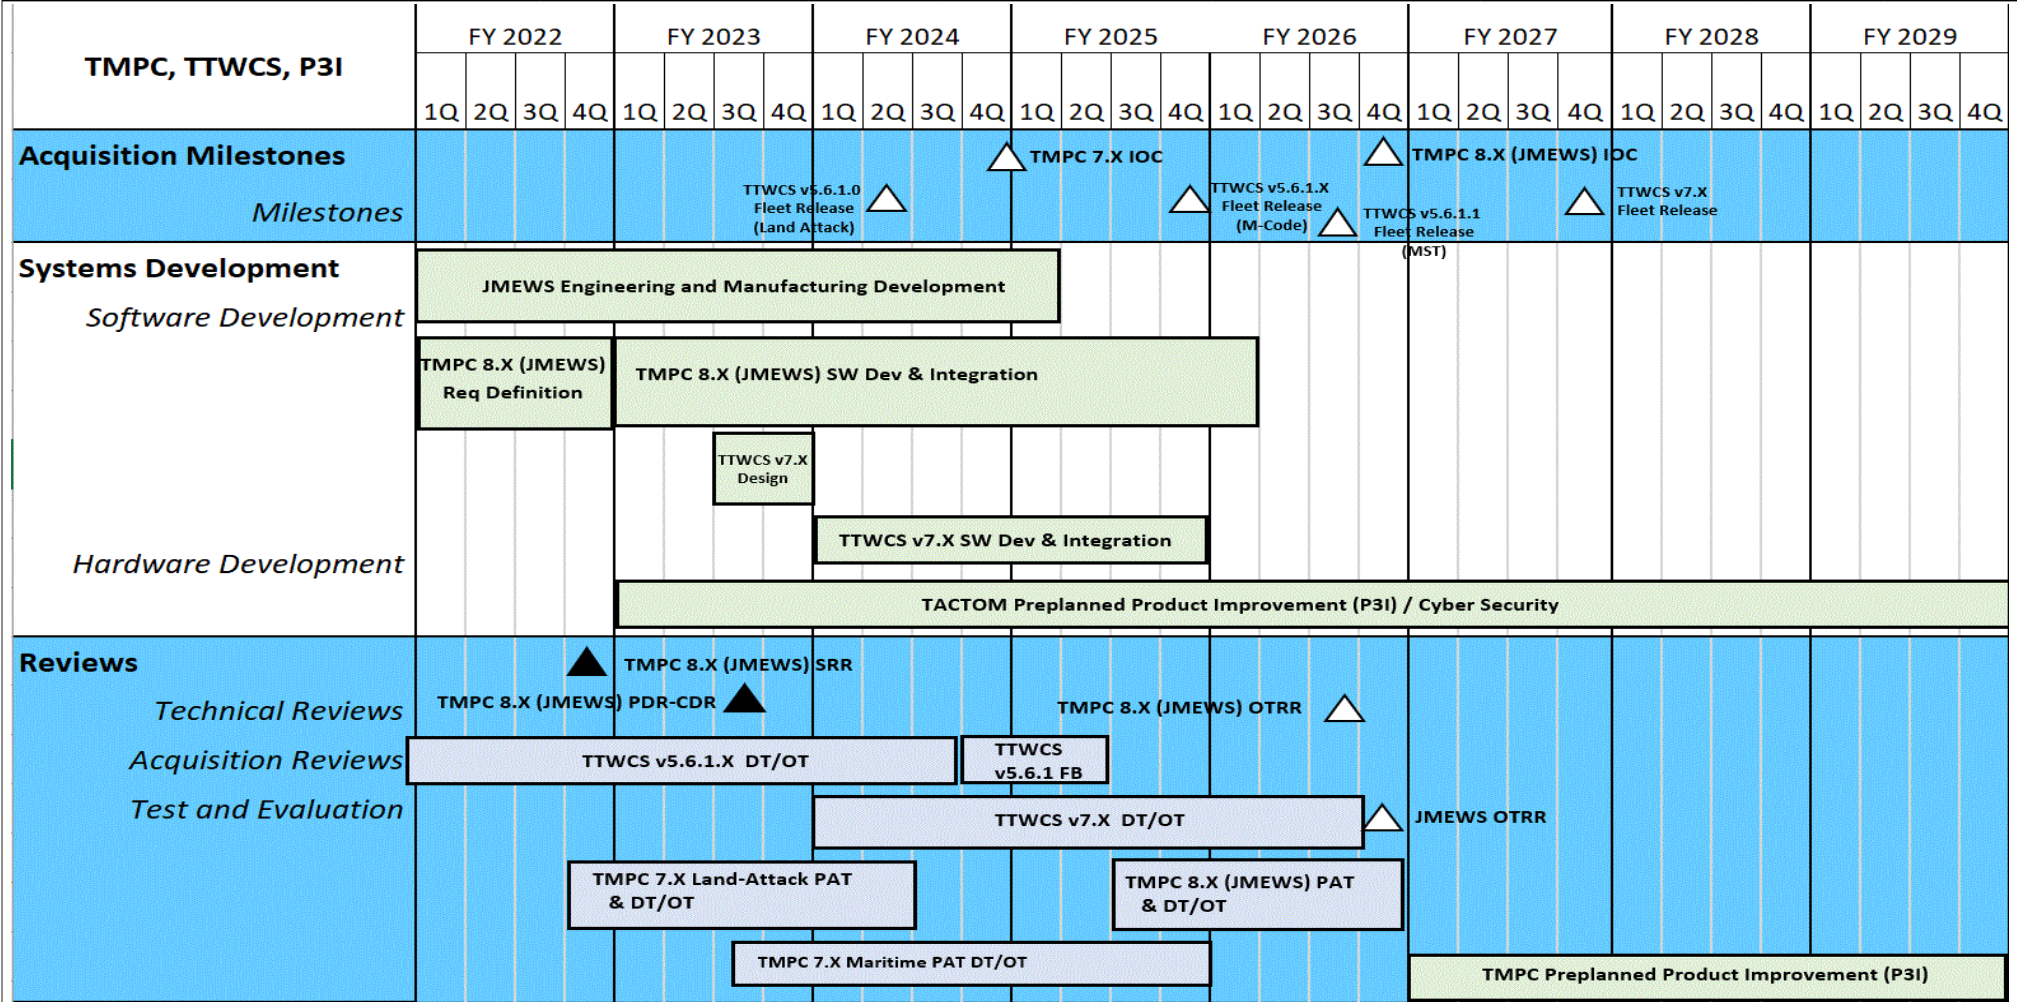 TMPC, TTWCS, P3I
FY 2022 FY 2023 FY 2024 FY 2025 FY 2026 FY 2027 FY 2028 FY 2029
1Q 2Q 3Q 4Q 1Q 2Q 3Q 4Q 1Q 2Q 3Q 4Q 1Q 2Q 3Q 4Q 1Q 2Q 3Q 4Q 1Q 2Q 3Q 4Q 1Q 2Q 3Q 4Q 1Q 2Q 3Q 4Q
Acquisition Milestones
Milestones
TMPC 7.X IOC
TMPC 8.X (JMEWS) IOC
TTWCS v5.6.1.0
Fleet Release
(Land Attack)
TTWCS v5.6.1.X
Fleet Release
(M-Code)
TTWCS v5.6.1.1
Fleet Release
(MST)
TTWCS v7.X
Fleet Release
Systems Development
Software Development
JMEWS Engineering and Manufacturing Development
TMPC 8.X (JMEWS)
Req Definition
TMPC 8.X (JMEWS) SW Dev & Integration
TTWCS v7.X
Design
TTWCS v7.X SW Dev & Integration
Hardware Development
TACTOM Preplanned Product Improvement (P3I) / Cyber Security
Reviews
TMPC 8.X (JMEWS) SRR
Technical Reviews
TMPC 8.X (JMEWS) PDR-CDR
TMPC 8.X (JMEWS) OTRR
Acquisition Reviews
TTWCS v5.6.1.X DT/OT
TTWCS
v5.6.1 FB
Test and Evaluation
TTWCS v7.X DT/OT
JMEWS OTRR
TMPC 7.X Land-Attack PAT
& DT/OT
TMPC 8.X (JMEWS) PAT
& DT/OT
TMPC 7.X Maritime PAT DT/OT
TMPC Preplanned Product Improvement (P3I)